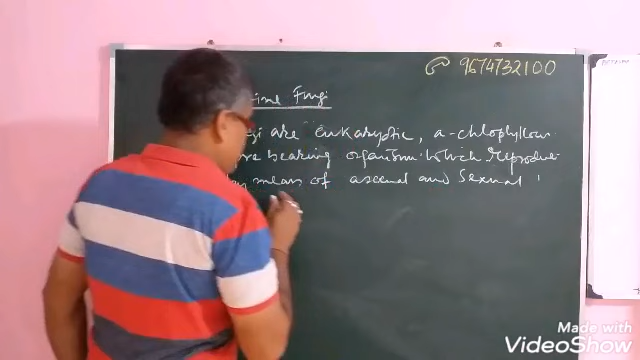 9674732100
Fungi
are eukaryotic, a-chlophyllous
bearing organism which reproduce
means of asexual and sexual
Made with
VideoShow